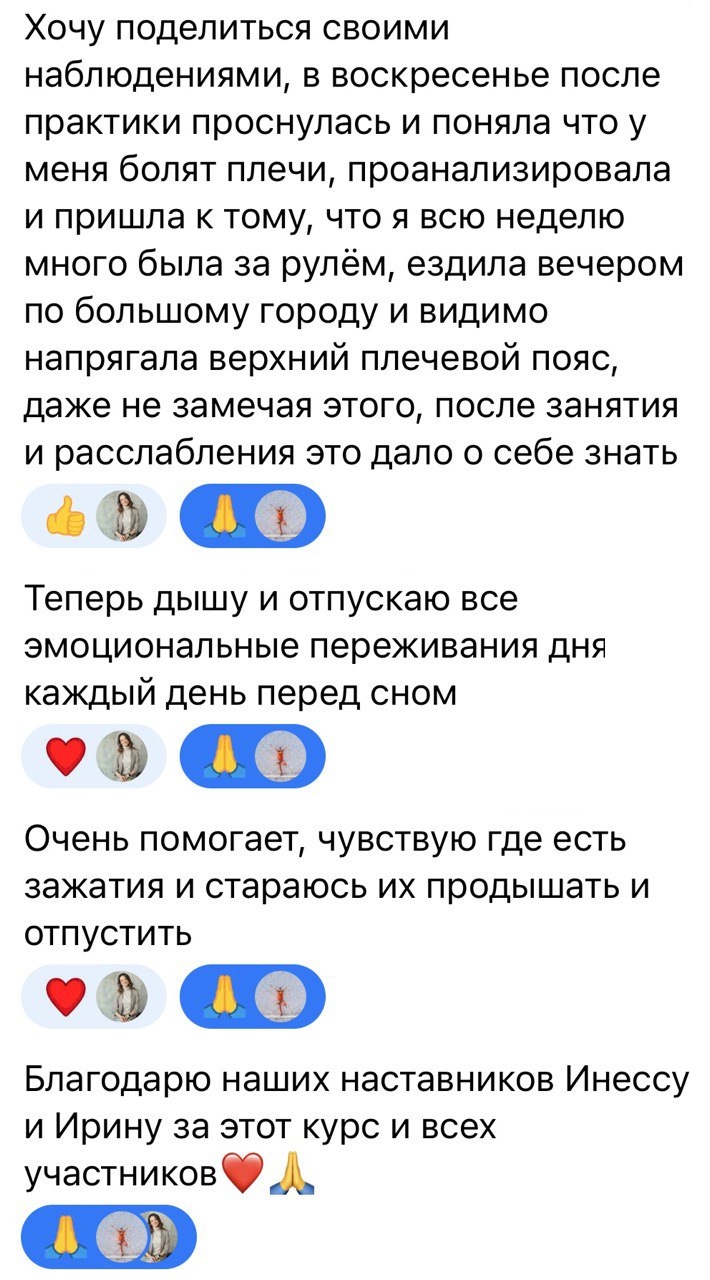 Хочу поделиться своими
наблюдениями, в воскресенье после
практики проснулась и поняла что у
меня болят плечи, проанализировала
и пришла к тому, что я всю неделю
много была за рулём, ездила вечером
по большому городу и видимо
напрягала верхний плечевой пояс,
даже не замечая этого, после занятия
и расслабления это дало о себе знать
Теперь дышу и отпускаю все
эмоциональные переживания дня
каждый день перед сном
Очень помогает, чувствую где есть
зажатия и стараюсь их продышать и
отпустить
Благодарю наших наставников Инессу
и Ирину за этот курс и всех
участников❤️🙏